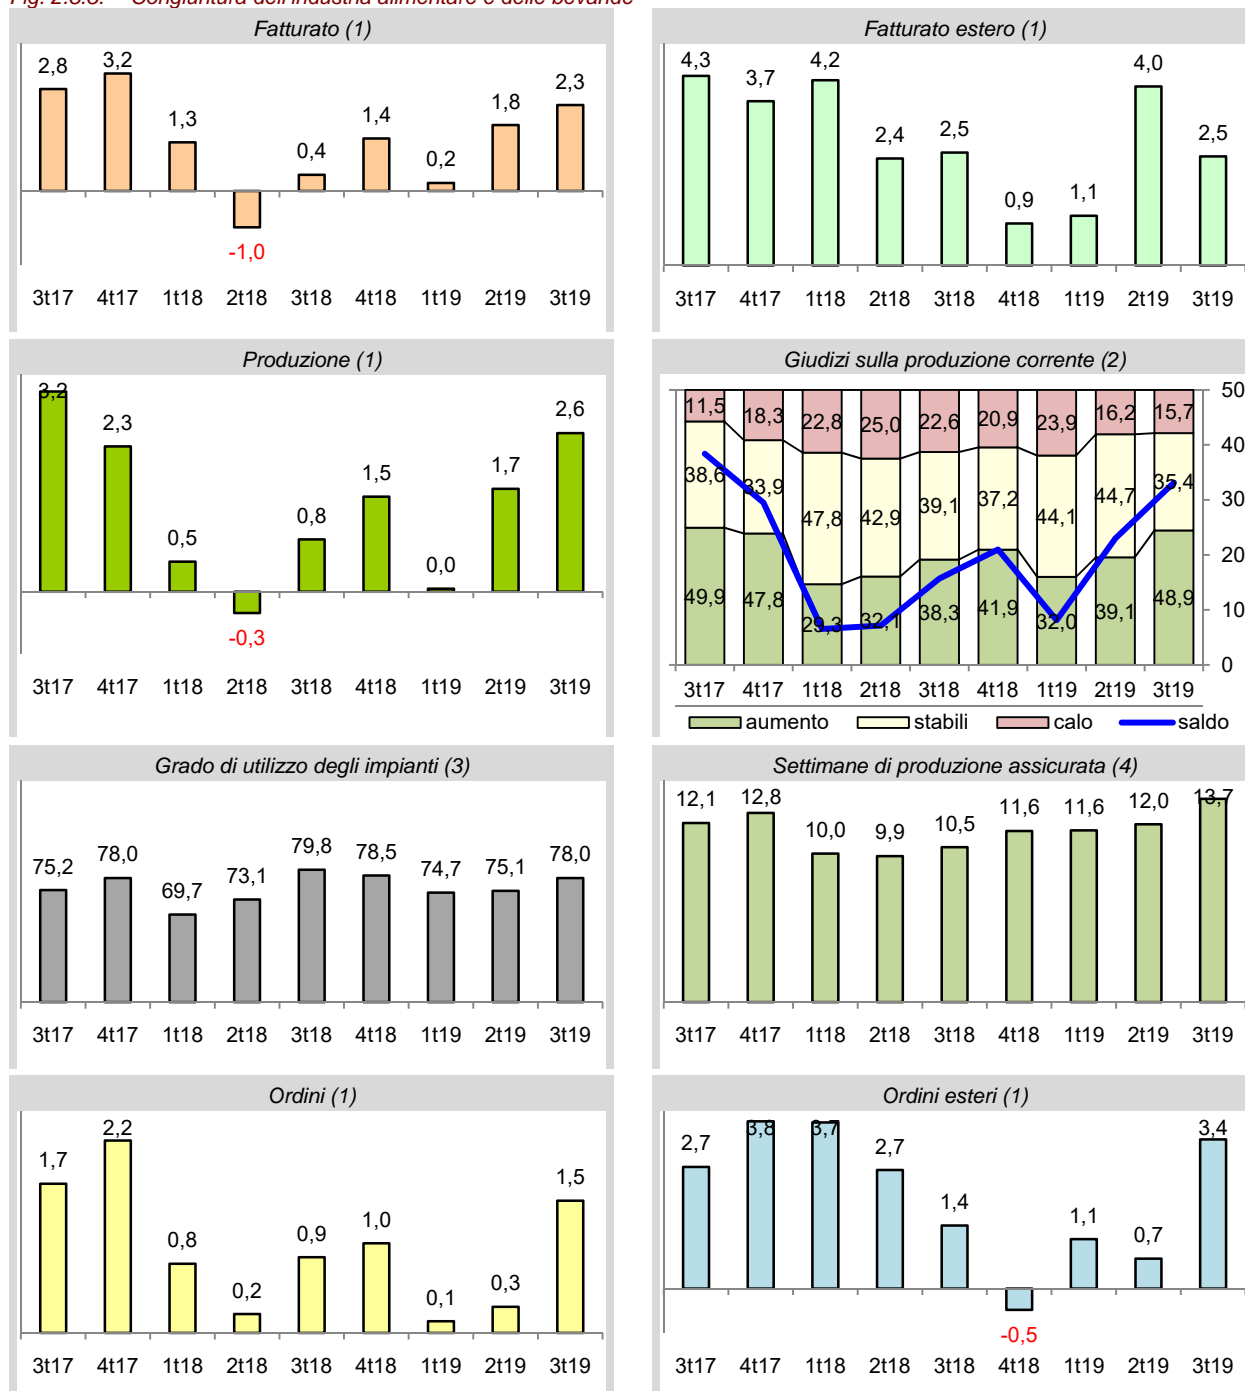 Fig. 2.3.3. Congiuntura dell'industria alimentare e delle bevande
Fatturato (1)
2,8 3,2 1,3 -1,0 0,4 1,4 0,2 1,8 2,3
3t17 4t17 1t18 2t18 3t18 4t18 1t19 2t19 3t19
Fatturato estero (1)
4,3 3,7 4,2 2,4 2,5 0,9 1,1 4,0 2,5
3t17 4t17 1t18 2t18 3t18 4t18 1t19 2t19 3t19
Produzione (1)
3,2 2,3 0,5 -0,3 0,8 1,5 0,0 1,7 2,6
3t17 4t17 1t18 2t18 3t18 4t18 1t19 2t19 3t19
Giudizi sulla produzione corrente (2)
11,5 18,3 22,8 25,0 22,6 20,9 23,9 16,2 15,7
38,6 33,9 47,8 42,9 39,1 37,2 44,1 44,7 35,4
49,9 47,8 29,3 32,1 38,3 41,9 32,0 39,1 48,9
50
40
30
20
10
0
3t17 4t17 1t18 2t18 3t18 4t18 1t19 2t19 3t19
aumento stabili calo saldo
Grado di utilizzo degli impianti (3)
75,2 78,0 69,7 73,1 79,8 78,5 74,7 75,1 78,0
3t17 4t17 1t18 2t18 3t18 4t18 1t19 2t19 3t19
Settimane di produzione assicurata (4)
12,1 12,8 10,0 9,9 10,5 11,6 11,6 12,0 13,7
3t17 4t17 1t18 2t18 3t18 4t18 1t19 2t19 3t19
Ordini (1)
1,7 2,2 0,8 0,2 0,9 1,0 0,1 0,3 1,5
3t17 4t17 1t18 2t18 3t18 4t18 1t19 2t19 3t19
Ordini esteri (1)
2,7 3,8 3,7 2,7 1,4 -0,5 1,1 0,7 3,4
3t17 4t17 1t18 2t18 3t18 4t18 1t19 2t19 3t19